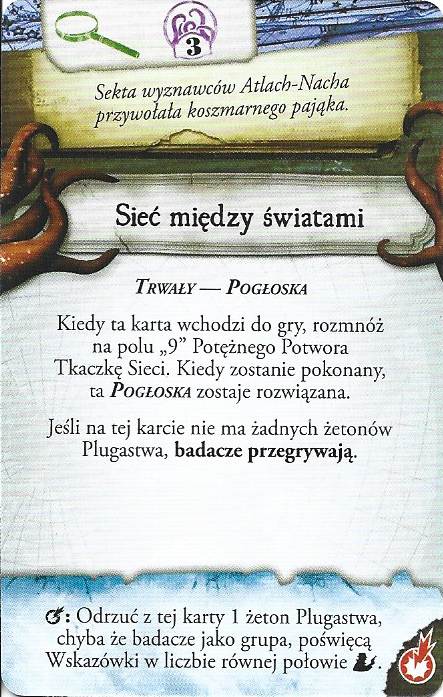 3
Sekta wyznawców Atlach-Nacha
przywołała koszmarnego pająka.
Sieć między światami
Trwały — Pogłoska
Kiedy ta karta wchodzi do gry, rozmnóż
na polu „9” Potężnego Potwora
Tkaczkę Sieci. Kiedy zostanie pokonany,
ta Pogłoska zostaje rozwiązana.
Jeśli na tej karcie nie ma żadnych żetonów
Plugastwa, badacze przegrywają.
: Odrzuć z tej karty 1 żeton Plugastwa,
chyba że badacze jako grupa, poświęcą
Wskazówki w liczbie równej połowie .